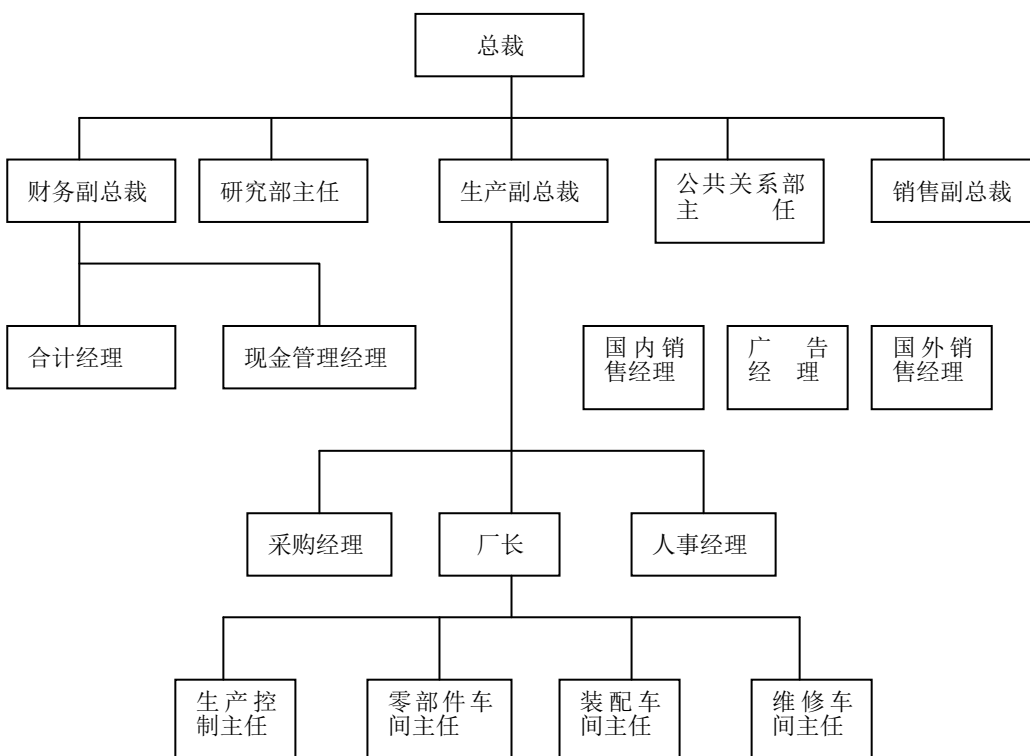 总裁
财务副总裁
研究部主任
生产副总裁
公共关系部
主任
销售副总裁
合计经理
现金管理经理
国内销
售经理
广告
经理
国外销
售经理
采购经理
厂长
人事经理
生产控
制主任
零部件车
间主任
装配车
间主任
维修车
间主任